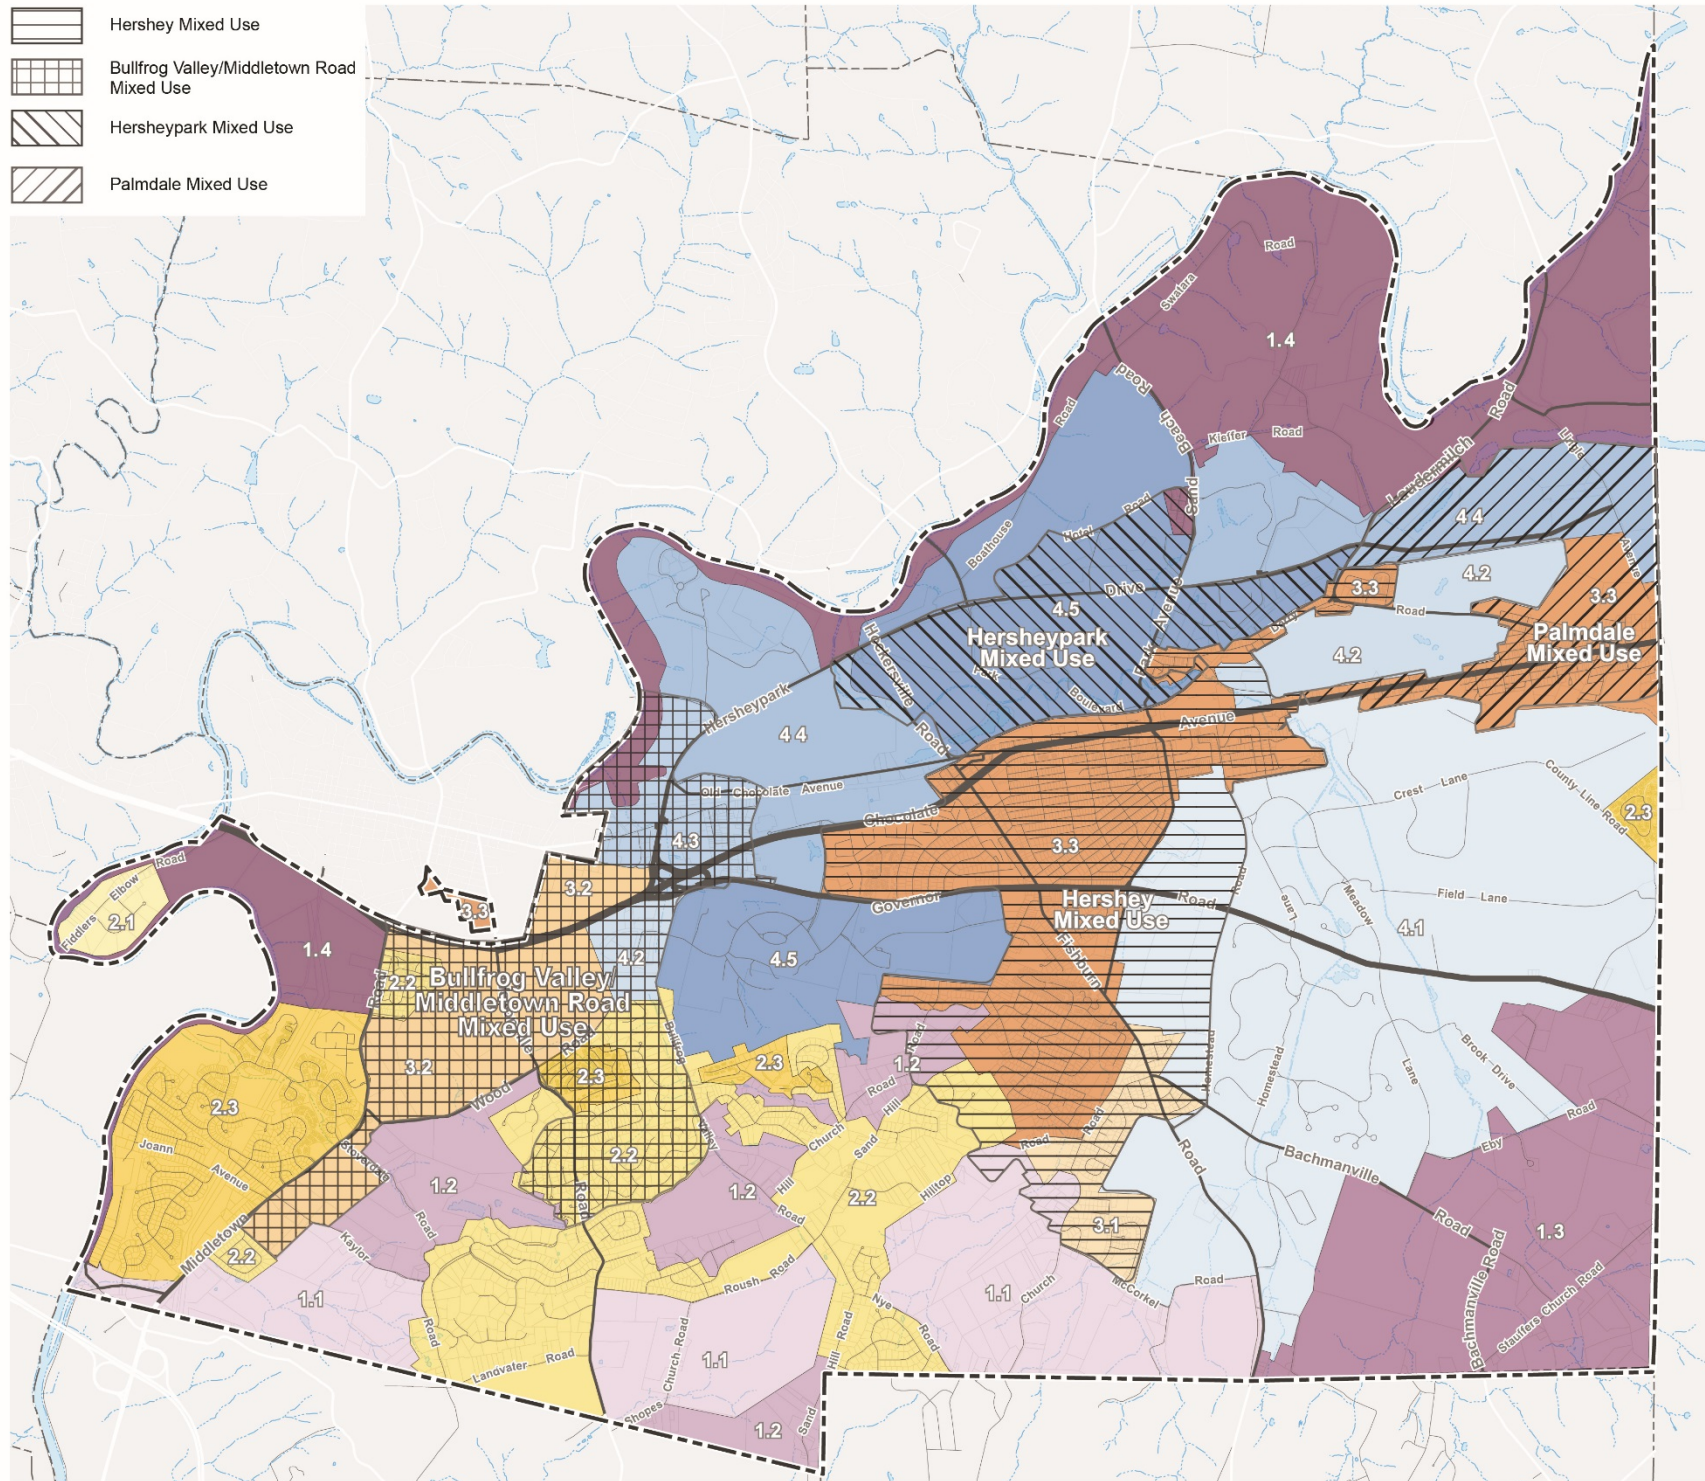 Hershey Mixed Use
Bullfrog Valley/Middletown Road
Mixed Use
Hersheypark Mixed Use
Palmdale Mixed Use
Road
Swatara
1.4
Road
Beach
Road
Kieffer Road
Laudermilch
Road
Sand
Hotel Road
Boathouse
4 4
Avenue
4.2
3.3
3.3
Road
Drive
4.5
Park Avenue
Hersheypark
Mixed Use
Palmdale
Mixed Use
4.2
Park
Boulevard
Hockersville
Road
Hersheypark
4 4
Avenue
Old Chocolate Avenue
Chocolate
4.3
3.3
Crest Lane
County Line
Road
2.3
Road
Elbow
Fiddlers
2.1
3.3
3.2
Governor
Hershey
Mixed Use
Road
Road
Lane
Meadow
Field Lane
4.1
1.4
4.2
4.5
Fishburn
2.2
Road
Bullfrog Valley/
Middletown Road
Mixed Use
Road
3.2
Wood
2.3
Bullfrog
2.3
Road
1.2
Road
Homestead
Homestead
Lane
Brook Drive
Road
Eby
2.3
Joann
Avenue
Stoverdale
Road
1.2
2.2
Road
Valley
Church
Sand
Hill
1.2
Hill
Road
2.2
Hilltop
Road
Road
Road
Bachmanville
Road
1.3
3.1
Middletown
2.2
Kaylor
1.1
Road
Roush Road
Nye
Road
1.1
Church
McCorkel
Road
Bachmanville Road
Stauffers Church Road
Landvater Road
Church Road
1.1
Hill Road
Shopes
1.2
Sand